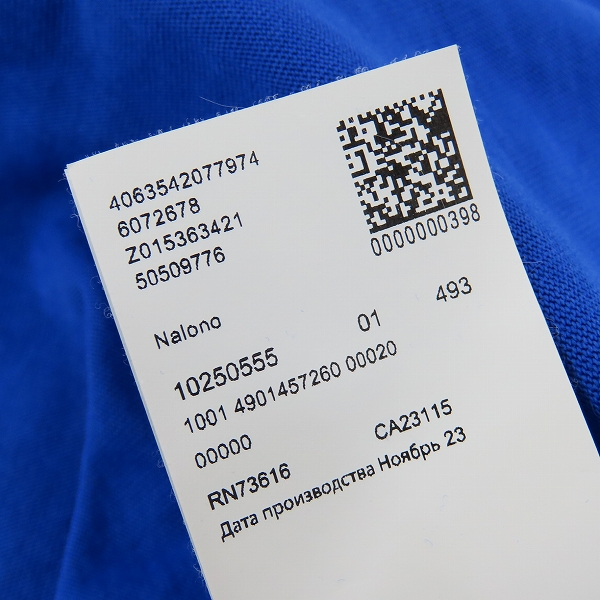 4063542077974
6072678
Z015363421
50509776
0000000398
Nalono
01
493
10250555
1001 4901457260 00020
00000
RN73616
CA23115
Дата производства Ноябрь 23